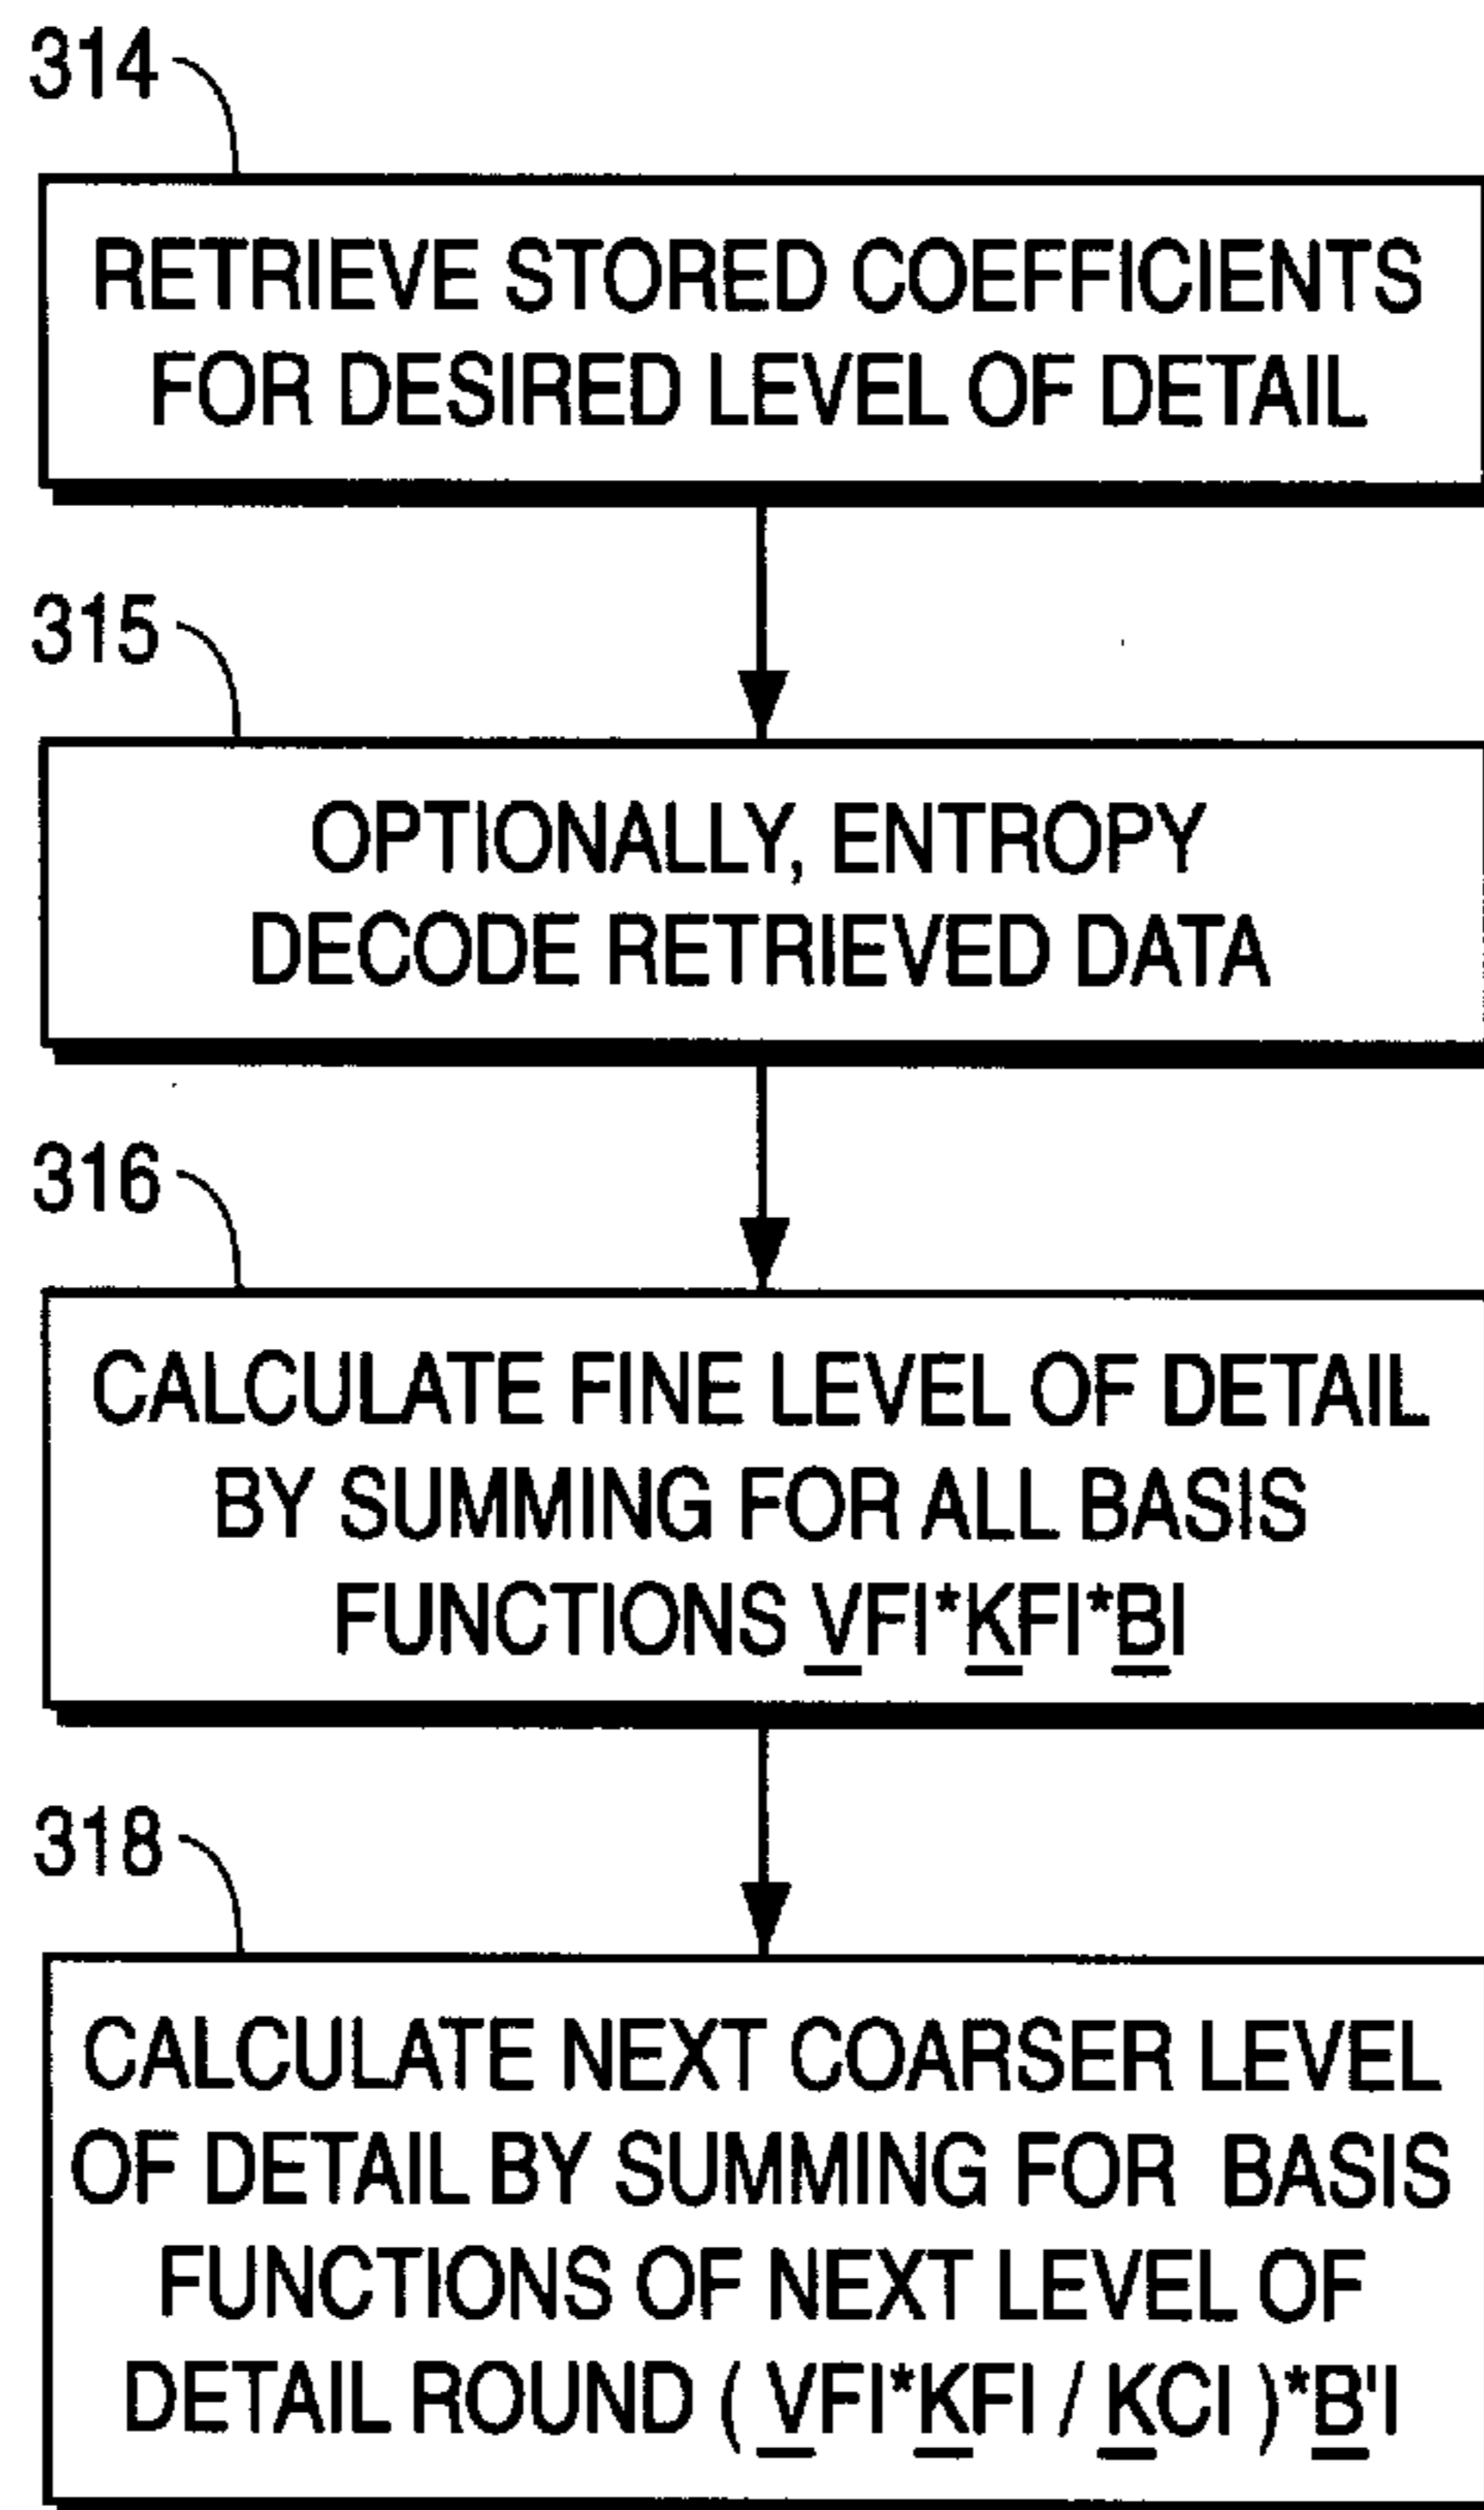 314
RETRIEVE STORED COEFFICIENTS
FOR DESIRED LEVEL OF DETAIL
315
OPTIONALLY, ENTROPY
DECODE RETRIEVED DATA
316
CALCULATE FINE LEVEL OF DETAIL
BY SUMMING FOR ALL BASIS
FUNCTIONS VFI*KFI*BI
318
CALCULATE NEXT COARSER LEVEL
OF DETAIL BY SUMMING FOR BASIS
FUNCTIONS OF NEXT LEVEL OF
DETAIL ROUND ( VFI*KFI / KCI )*B'I